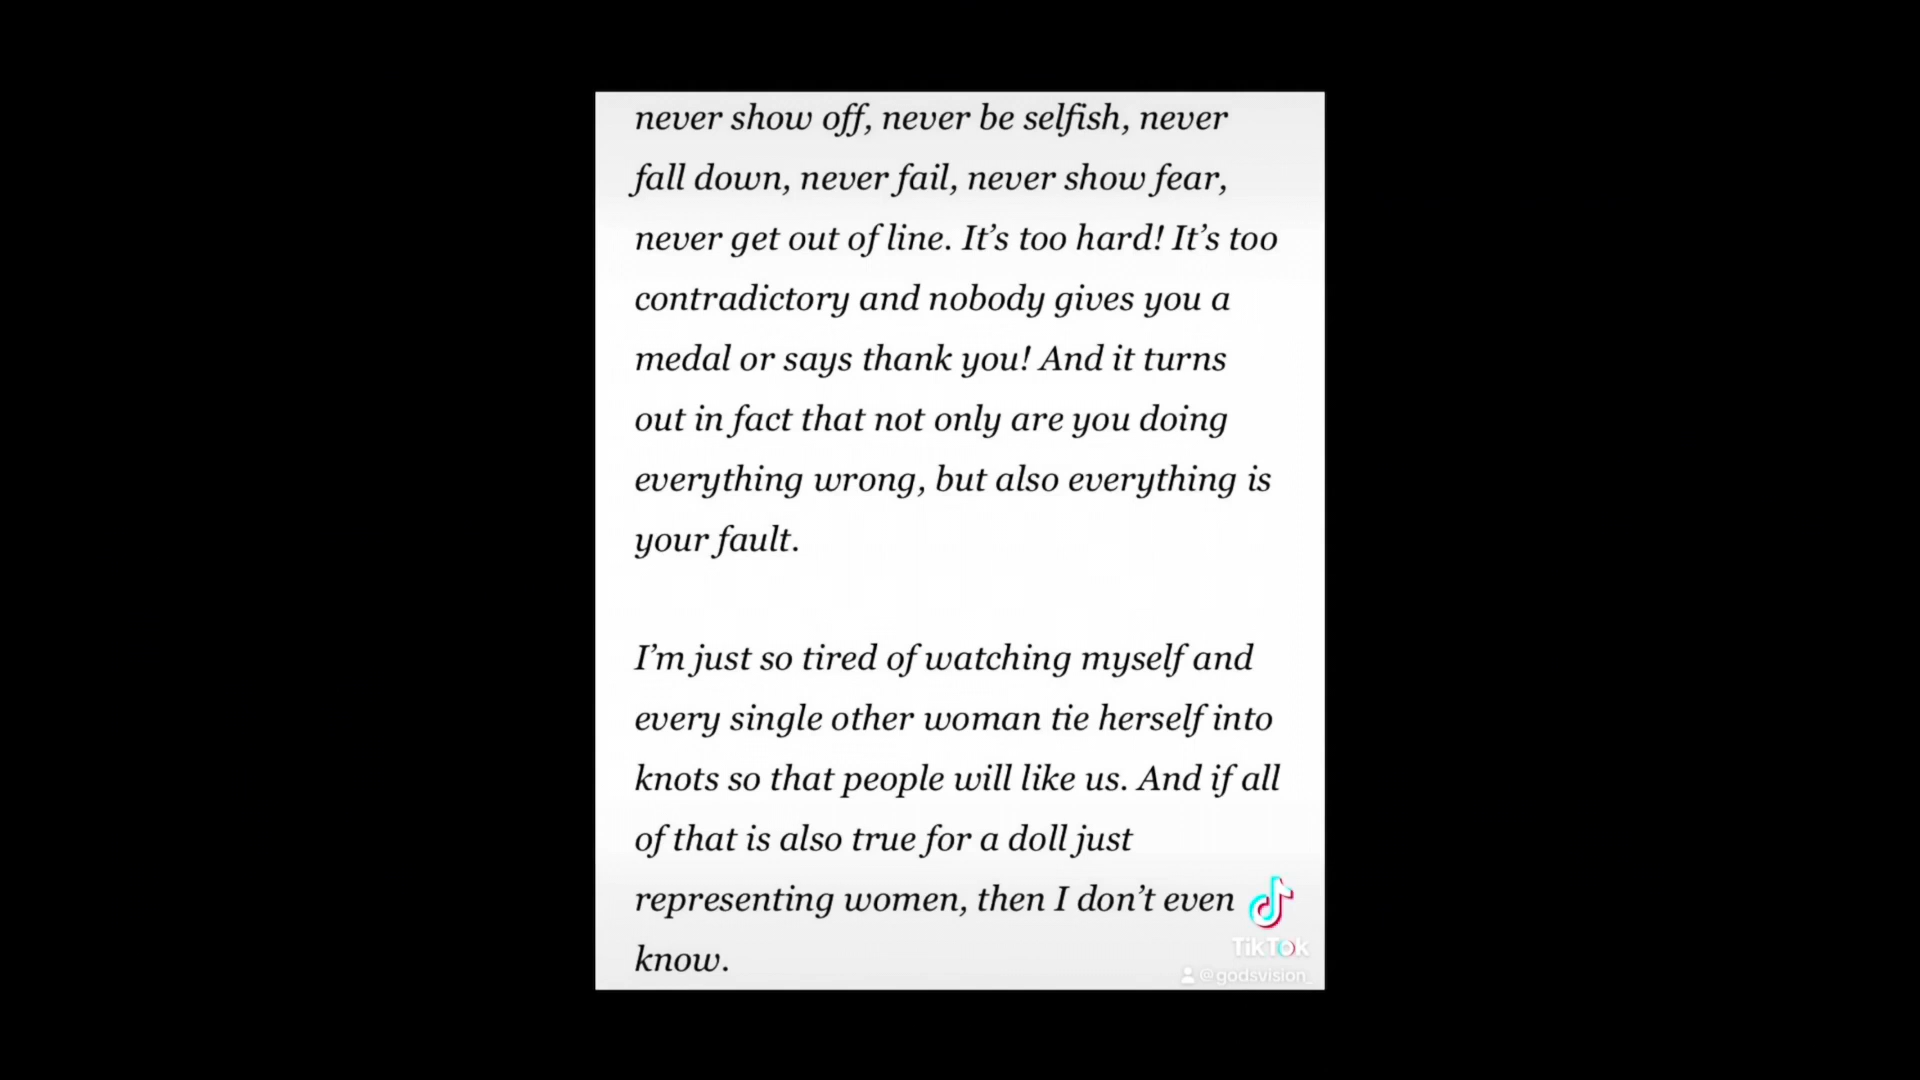 never show off, never be selfish, never
fall down, never fail, never show fear,
never get out of line. It’s too hard! It’s too
contradictory and nobody gives you a
medal or says thank you! And it turns
out in fact that not only are you doing
everything wrong, but also everything is
your fault.
I’m just so tired of watching myself and
every single other woman tie herself into
knots so that people will like us. And if all
of that is also true for a doll just
representing women, then I don’t even
know.
TikTok
@godsvision_